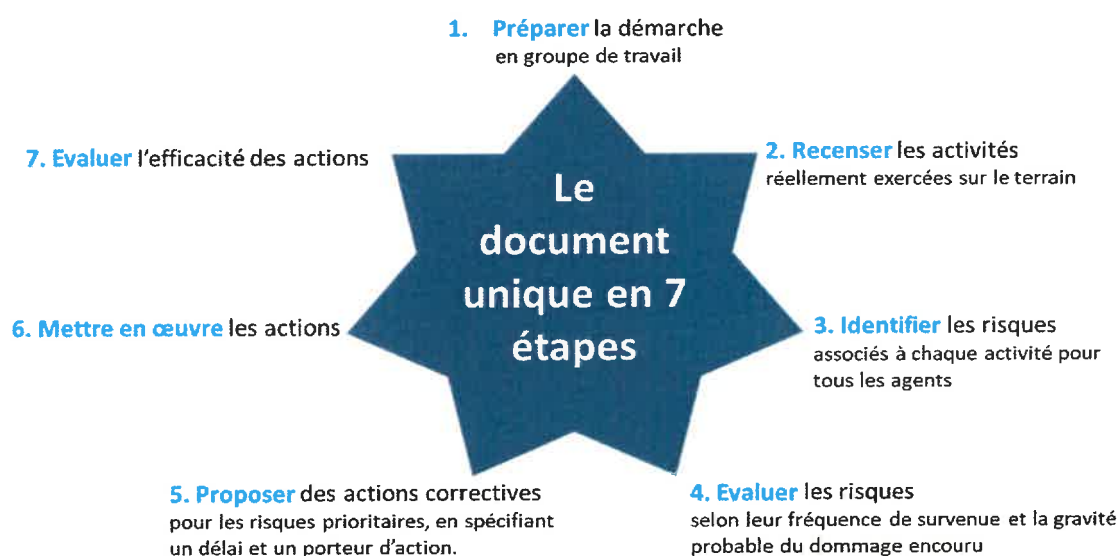 1. Préparer la démarche
en groupe de travail
2. Recenser les activités
réellement exercées sur le terrain
3. Identifier les risques
associés à chaque activité pour
tous les agents
4. Evaluer les risques
selon leur fréquence de survenue et la gravité
probable du dommage encouru
5. Proposer des actions correctives
pour les risques prioritaires, en spécifiant
un délai et un porteur d'action.
6. Mettre en œuvre les actions
7. Evaluer l'efficacité des actions
Le
document
unique en 7
étapes